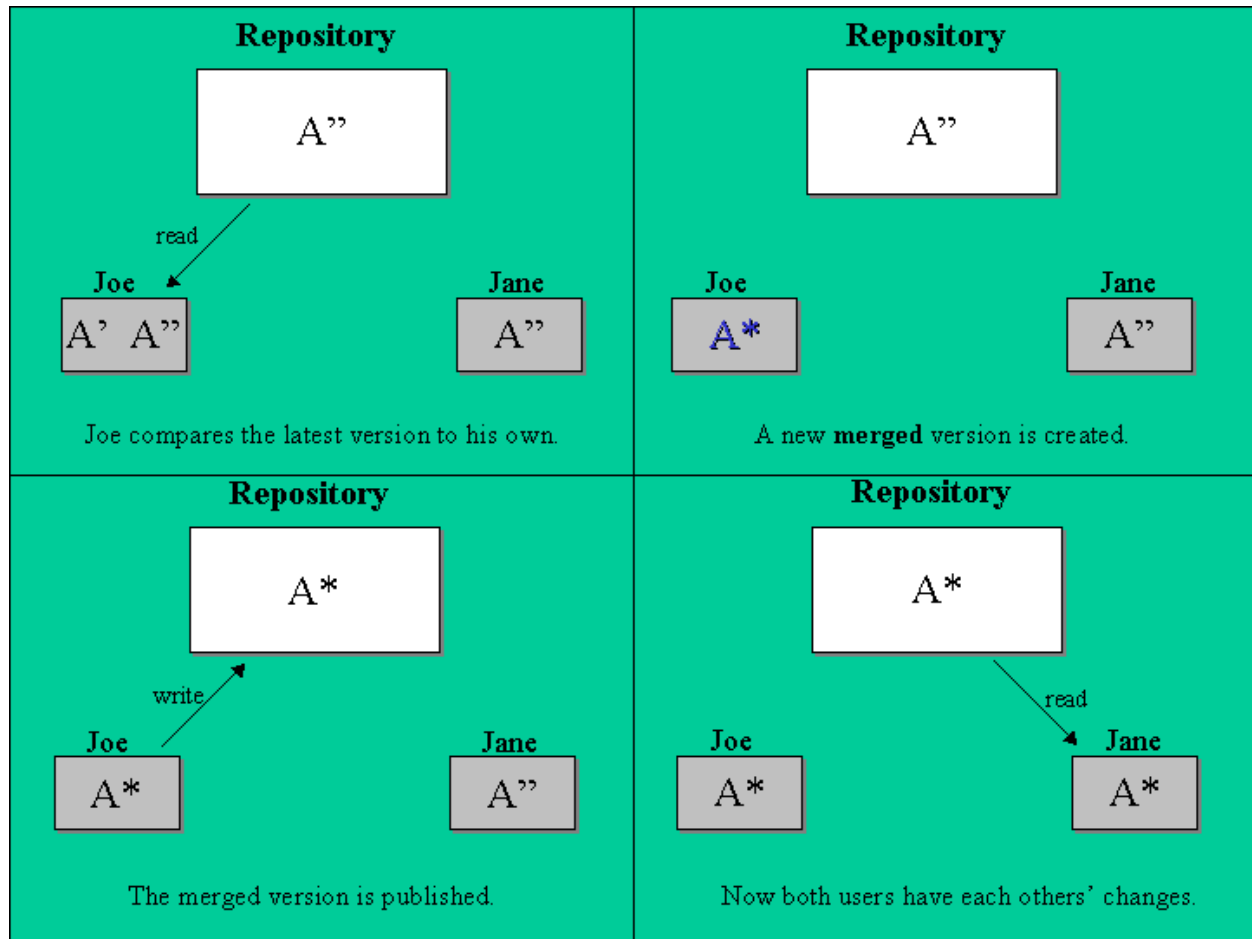 Repository
A”
read
Joe
Jane
A’ A”
A”
Joe compares the latest version to his own.
Repository
A”
Joe
Jane
A*
A”
A new merged version is created.
Repository
A*
write
Joe
Jane
A*
A”
The merged version is published.
Repository
A*
read
Joe
Jane
A*
A*
Now both users have each others’ changes.